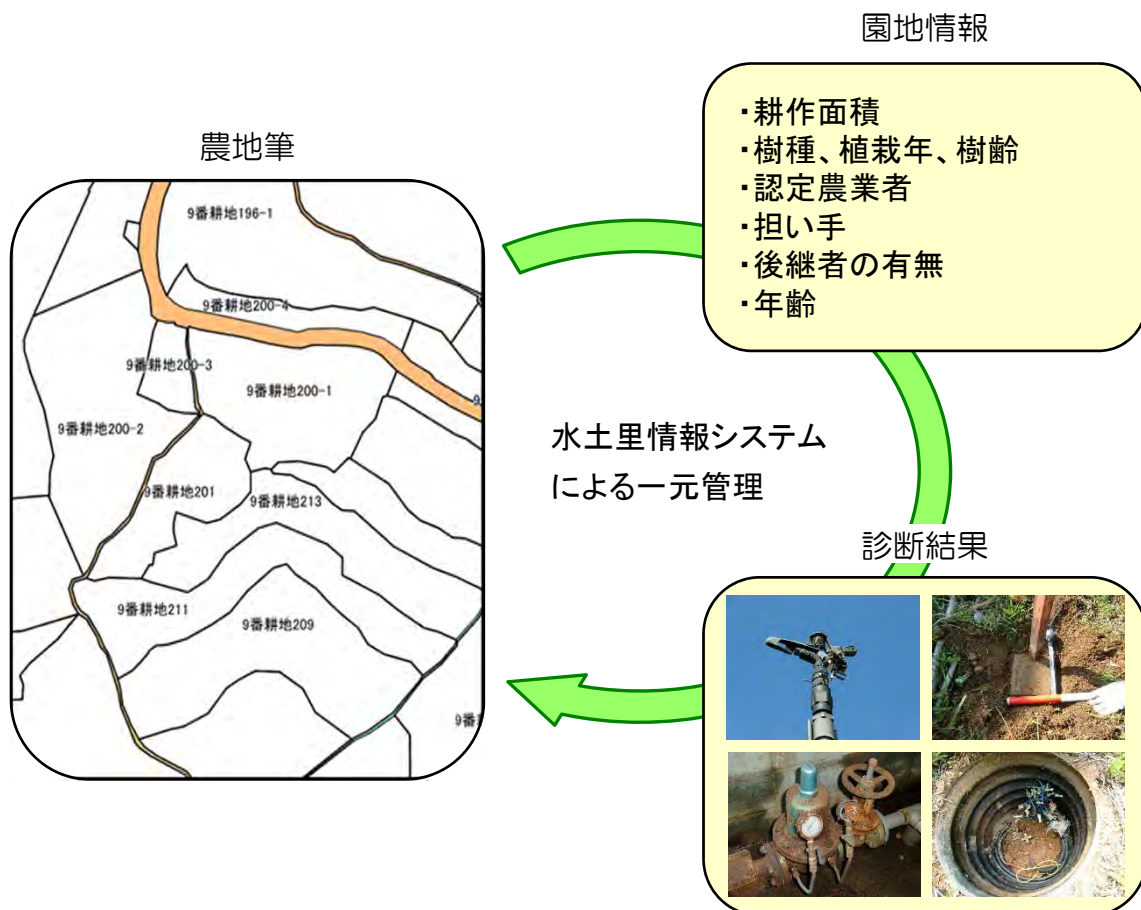 園地情報
・耕作面積
・樹種、植栽年、樹齢
・認定農業者
・担い手
・後継者の有無
・年齢
農地筆
9番耕地196-1
9番耕地200-4
9番耕地200-3
9番耕地200-1
9番耕地200-2
9番耕地201
9番耕地213
9番耕地211
9番耕地209
9番
水土里情報システム
による一元管理
診断結果